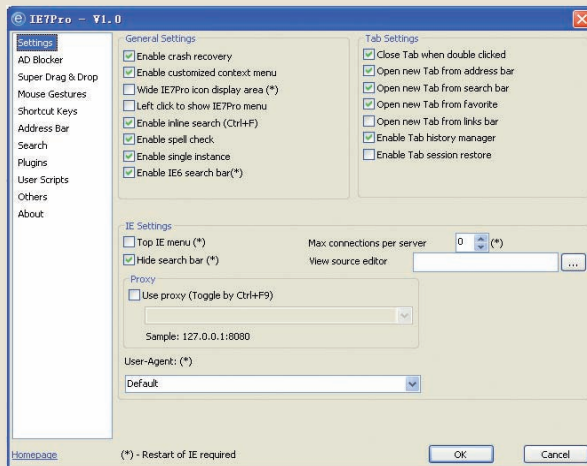 IE7Pro - V1.0
Settings
AD Blocker
Super Drag & Drop
Mouse Gestures
Shortcut Keys
Address Bar
Search
Plugins
User Scripts
Others
About
General Settings
Enable crash recovery
Enable customized context menu
Wide IE7Pro icon display area (*)
Left click to show IE7Pro menu
Enable inline search (Ctrl+F)
Enable spell check
Enable single instance
Enable IE6 search bar(*)
Tab Settings
Close Tab when double clicked
Open new Tab from address bar
Open new Tab from search bar
Open new Tab from favorite
Open new Tab from links bar
Enable Tab history manager
Enable Tab session restore
IE Settings
Top IE menu (*)
Hide search bar (*)
Max connections per server 0 (*)
View source editor ...
Proxy
Use proxy (Toggle by Ctrl+F9)
Sample: 127.0.0.1:8080
User-Agent: (*)
Default
Homepage
(*) - Restart of IE required
OK
Cancel